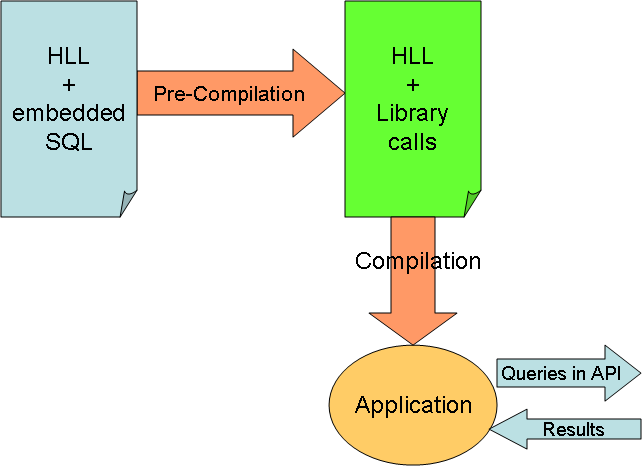 HLL
+
embedded
SQL
Pre-Compilation
HLL
+
Library
calls
Compilation
Application
Queries in API
Results